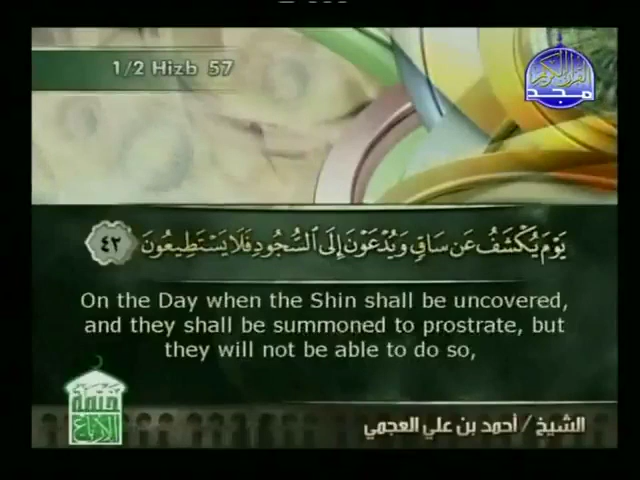 1/2 Hizb 57
القرآن الكريم
مجد
يَوْمَ يُكْشَفُ عَن سَاقٍ وَيُدْعَوْنَ إِلَى السُّجُودِ فَلَا يَسْتَطِيعُونَ ٤٢
On the Day when the Shin shall be uncovered,
and they shall be summoned to prostrate, but
they will not be able to do so,
ختمة
الأرباع
الشيخ / أحمد بن علي العجمي